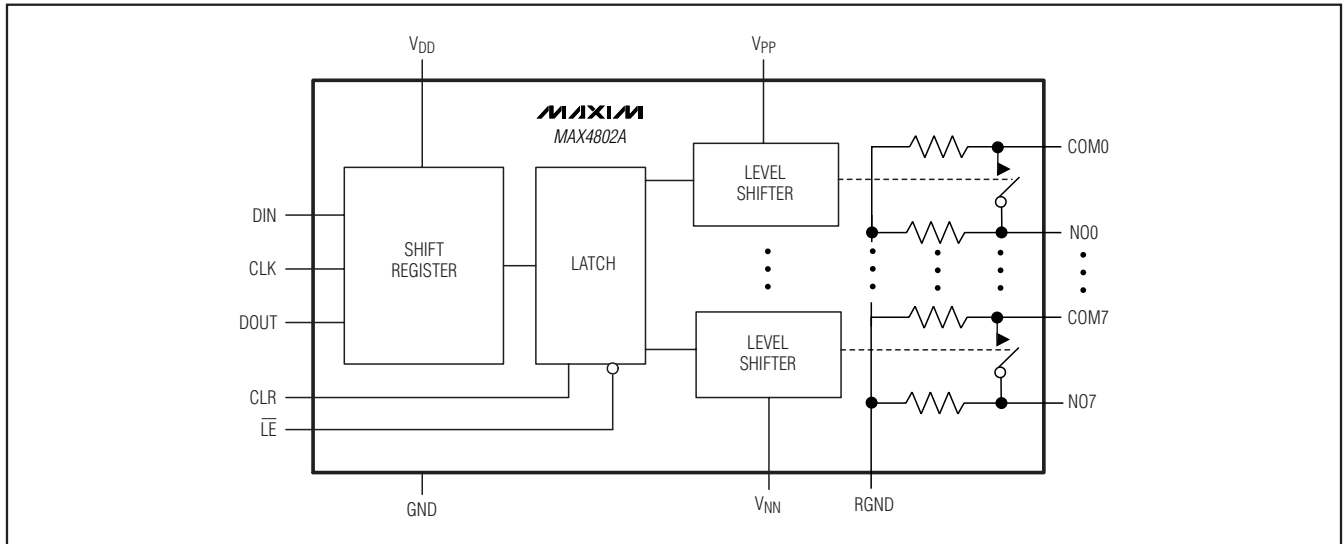 VDD
VPP
MAXIM
MAX4802A
DIN
CLK
DOUT
CLR
LE
SHIFT
REGISTER
LATCH
LEVEL
SHIFTER
LEVEL
SHIFTER
COM0
NO0
COM7
NO7
GND
VNN
RGND